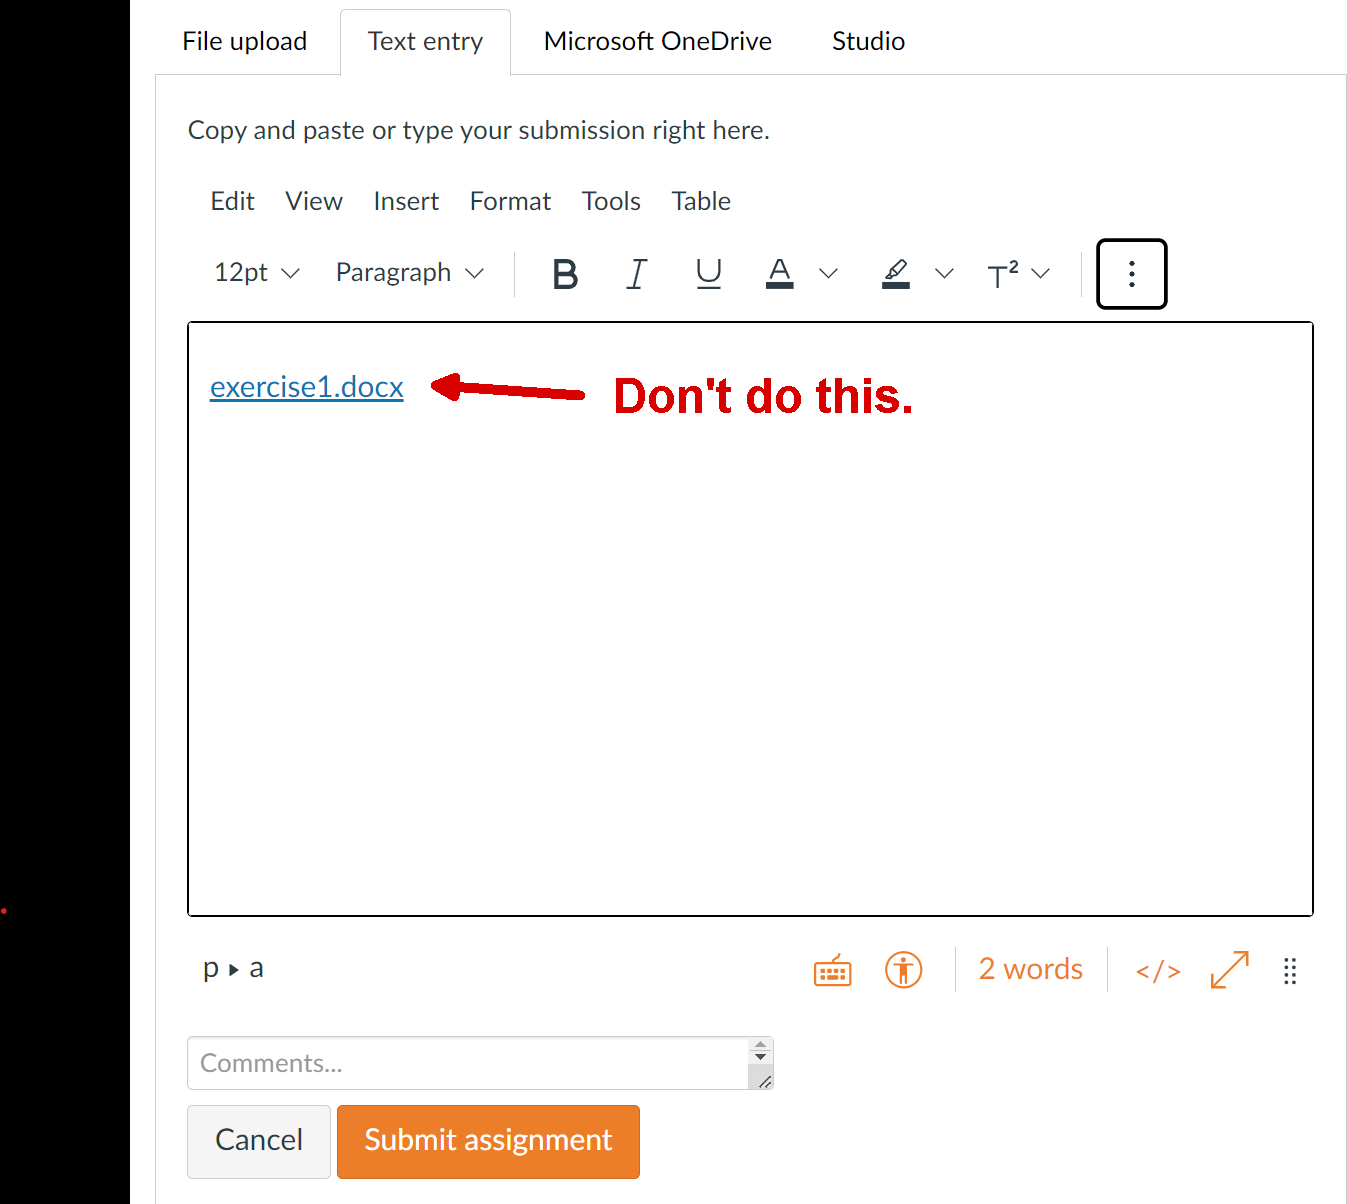 File upload Text entry Microsoft OneDrive Studio
Copy and paste or type your submission right here.
Edit View Insert Format Tools Table
12pt Paragraph B I U A T²
exercise1.docx Don't do this.
p ▸ a 2 words </>
Comments...
Cancel Submit assignment